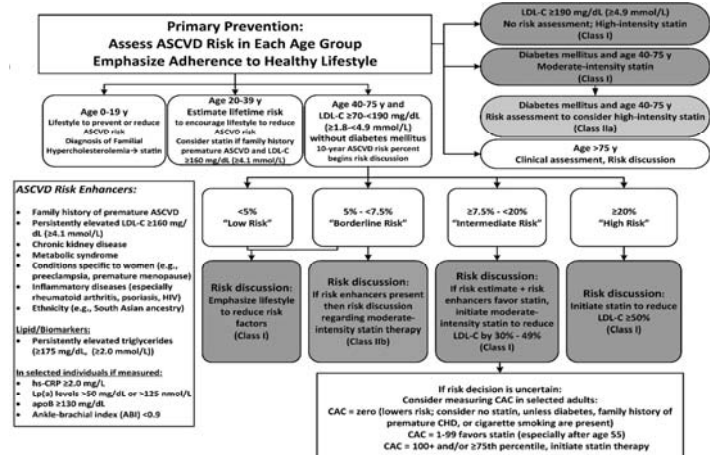 Primary Prevention:
Assess ASCVD Risk in Each Age Group
Emphasize Adherence to Healthy Lifestyle
LDL-C ≥190 mg/dL (≥4.9 mmol/L)
No risk assessment; High-intensity statin
(Class I)
Diabetes mellitus and age 40-75 y
Moderate-intensity statin
(Class I)
Diabetes mellitus and age 40-75 y
Risk assessment to consider high-intensity statin
(Class IIa)
Age >75 y
Clinical assessment, Risk discussion
Age 0-19 y
Lifestyle to prevent or reduce
ASCVD risk
Diagnosis of Familial
Hypercholesterolemia→ statin
Age 20-39 y
Estimate lifetime risk
to encourage lifestyle to reduce
ASCVD risk
Consider statin if family history
premature ASCVD and LDL-C
≥160 mg/dL (≥4.1 mmol/L)
Age 40-75 y and
LDL-C ≥70-<190 mg/dL
(≥1.8-<4.9 mmol/L)
without diabetes mellitus
10-year ASCVD risk percent
begins risk discussion
ASCVD Risk Enhancers:
• Family history of premature ASCVD
• Persistently elevated LDL-C ≥160 mg/
dL (≥4.1 mmol/L)
• Chronic kidney disease
• Metabolic syndrome
• Conditions specific to women (e.g.,
preeclampsia, premature menopause)
• Inflammatory diseases (especially
rheumatoid arthritis, psoriasis, HIV)
• Ethnicity (e.g., South Asian ancestry)
Lipid/Biomarkers:
• Persistently elevated triglycerides
(≥175 mg/dL, (≥2.0 mmol/L))
In selected individuals if measured:
• hs-CRP ≥2.0 mg/L
• Lp(a) levels >50 mg/dL or >125 nmol/L
• apoB ≥130 mg/dL
• Ankle-brachial index (ABI) <0.9
<5%
"Low Risk"
5% - <7.5%
"Borderline Risk"
≥7.5% - <20%
"Intermediate Risk"
≥20%
"High Risk"
Risk discussion:
Emphasize lifestyle
to reduce risk
factors
(Class I)
Risk discussion:
If risk enhancers present
then risk discussion
regarding moderate-
intensity statin therapy
(Class IIb)
Risk discussion:
If risk estimate + risk
enhancers favor statin,
initiate moderate-
intensity statin to reduce
LDL-C by 30% - 49%
(Class I)
Risk discussion:
Initiate statin to reduce
LDL-C ≥50%
(Class I)
If risk decision is uncertain:
Consider measuring CAC in selected adults:
CAC = zero (lowers risk; consider no statin, unless diabetes, family history of
premature CHD, or cigarette smoking are present)
CAC = 1-99 favors statin (especially after age 55)
CAC = 100+ and/or ≥75th percentile, initiate statin therapy